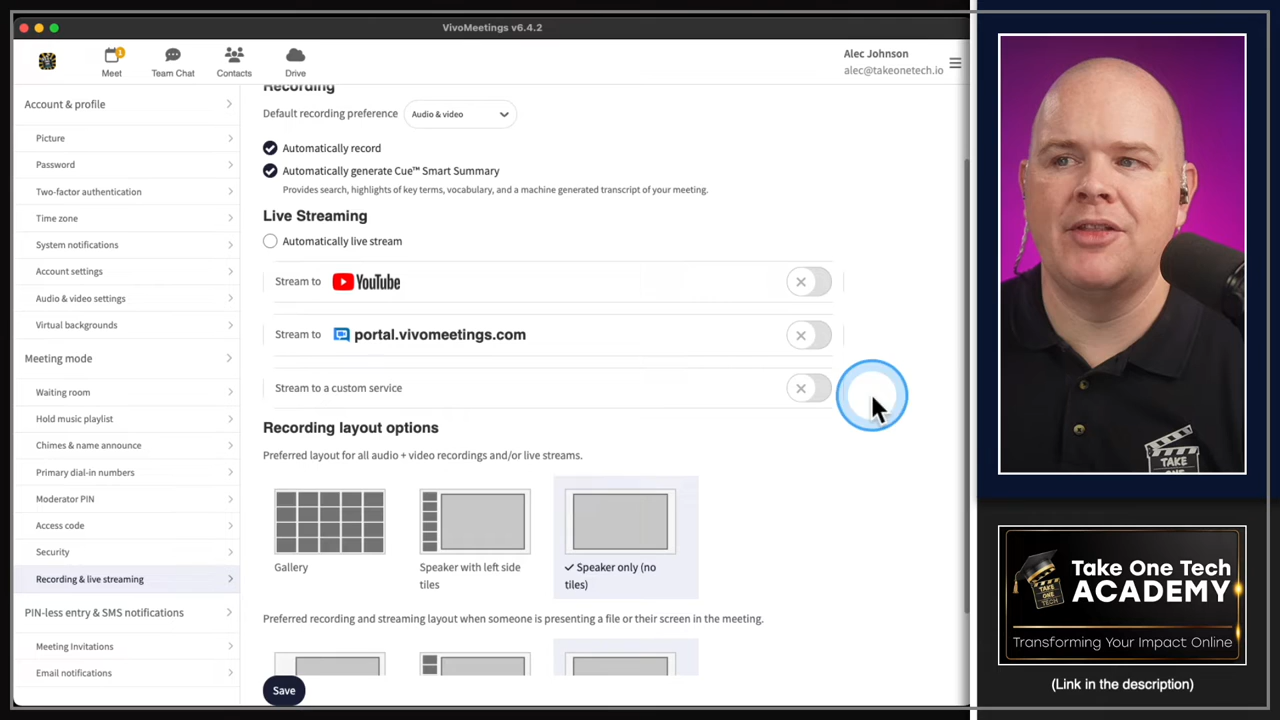 VivoMeetings v6.4.2
1
Meet
Team Chat
Contacts
Drive
Alec Johnson
alec@takeonetech.io
Account & profile
Picture
Password
Two-factor authentication
Time zone
System notifications
Account settings
Audio & video settings
Virtual backgrounds
Meeting mode
Waiting room
Hold music playlist
Chimes & name announce
Primary dial-in numbers
Moderator PIN
Access code
Security
Recording & live streaming
PIN-less entry & SMS notifications
Meeting Invitations
Email notifications
Recording
Default recording preference
Audio & video
Automatically record
Automatically generate Cue™ Smart Summary
Provides search, highlights of key terms, vocabulary, and a machine generated transcript of your meeting.
Live Streaming
Automatically live stream
Stream to YouTube
Stream to portal.vivomeetings.com
Stream to a custom service
Recording layout options
Preferred layout for all audio + video recordings and/or live streams.
Gallery
Speaker with left side
tiles
Speaker only (no
tiles)
Preferred recording and streaming layout when someone is presenting a file or their screen in the meeting.
Save
TAKE ONE
TAKE ONE
TECH
Take One Tech
ACADEMY
Transforming Your Impact Online
(Link in the description)